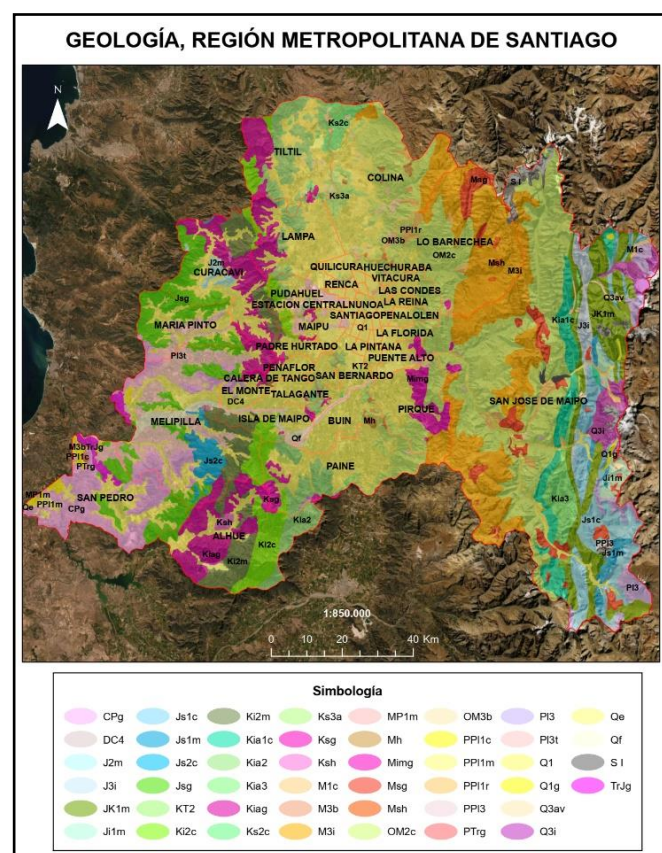 GEOLOGÍA, REGIÓN METROPOLITANA DE SANTIAGO
N
Ks2c
TILTIL
COLINA
Msg
S I
Ks3a
PPl1r
M1c
LAMPA
OM3b
LO BARNECHEA
OM2c
J2m
CURACAVI
QUILICURA
HUECHURABA
Msh
M3i
VITACURA
RENCA
LAS CONDES
Q3av
Jsg
PUDAHUEL
ESTACION CENTRAL
NUNOA
LA REINA
JK1m
SANTIAGO
PENALOLEN
Kia1c
J3i
MARIA PINTO
MAIPU
Q1
LA FLORIDA
PADRE HURTADO
LA PINTANA
PI3t
PUENTE ALTO
PENAFLOR
KT2
CALERA DE TANGO
SAN BERNARDO
Mimg
EL MONTE
TALAGANTE
DC4
SAN JOSE DE MAIPO
MELIPILLA
ISLA DE MAIPO
BUIN
Mh
PIRQUE
Qf
Q3i
M3b
TrJg
PPl1c
PTrg
Js2c
PAINE
Q1g
Ji1m
MP1m
SAN PEDRO
Ksg
Kia3
PPl1m
Qe
CPg
Ksh
Kia2
Js1c
ALHUE
PPl3
Js1m
Kiag
Ki2m
Ki2c
PI3
1:850.000
0 10 20 40 Km
Simbología
CPg Js1c Ki2m Ks3a MP1m OM3b PI3 Qe
DC4 Js1m Kia1c Ksg Mh PPl1c PI3t Qf
J2m Js2c Kia2 Ksh Mimg PPl1m Q1 S I
J3i Jsg Kia3 M1c Msg PPl1r Q1g TrJg
JK1m KT2 Kiag M3b Msh PPl3 Q3av
Ji1m Ki2c Ks2c M3i OM2c PTrg Q3i